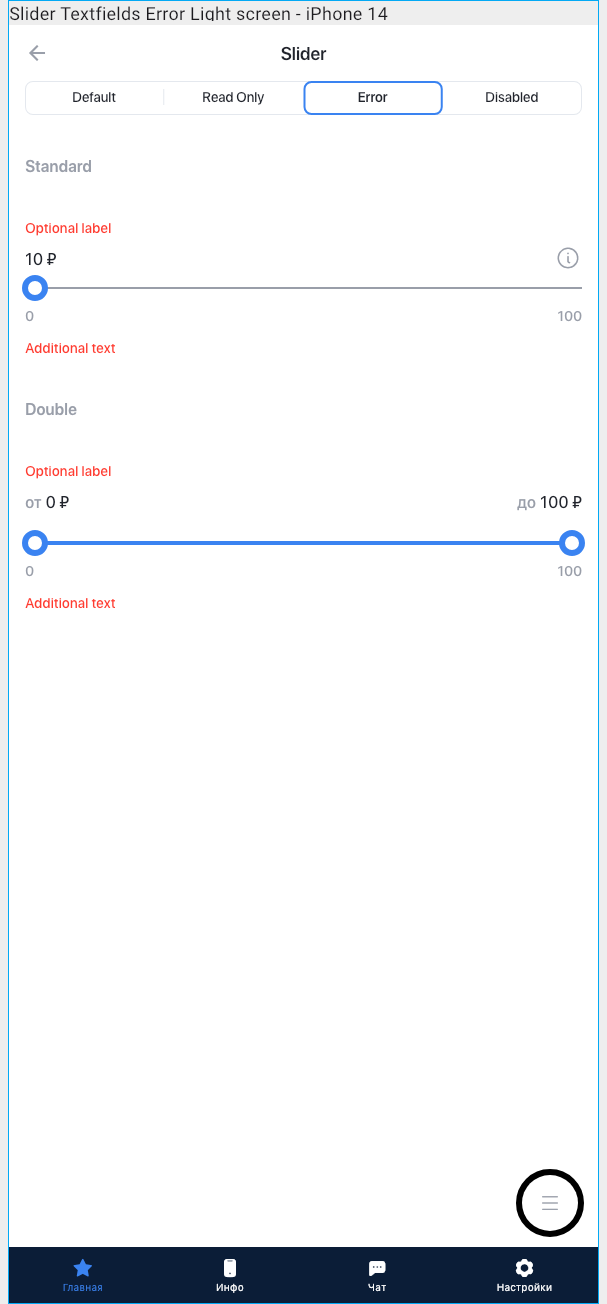 Slider Textfields Error Light screen - iPhone 14
Slider
Default Read Only Error Disabled
Standard
Optional label
10 ₽
0 100
Additional text
Double
Optional label
от 0 ₽ до 100 ₽
0 100
Additional text
Главная Инфо Чат Настройки